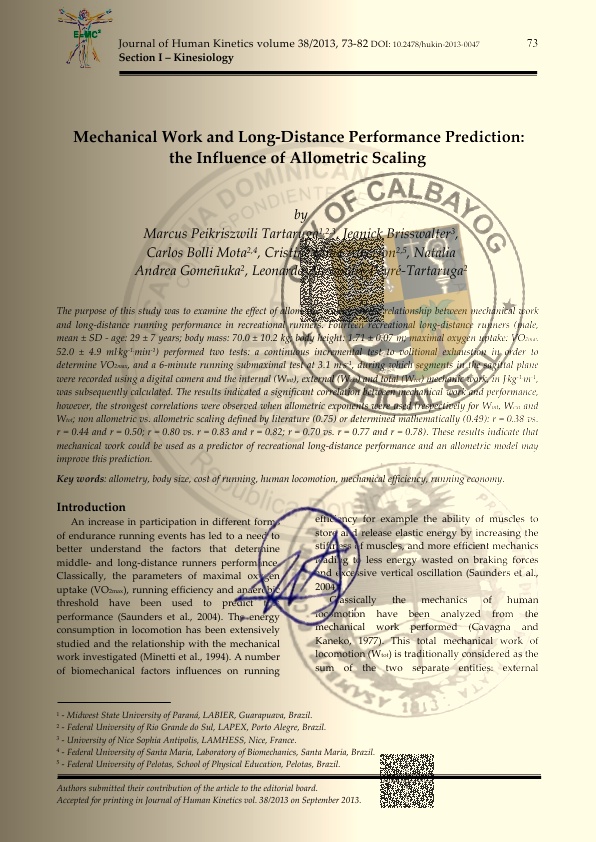 E=MC²
Journal of Human Kinetics volume 38/2013, 73-82 DOI: 10.2478/hukin-2013-0047 73
Section I – Kinesiology
Mechanical Work and Long-Distance Performance Prediction:
the Influence of Allometric Scaling
by
Marcus Peikriszwili Tartaruga¹,²,³, Jeanick Brisswalter³,
Carlos Bolli Mota²,⁴, ²,⁵, Natalia
Andrea Gomeñuka², Leonardo Peyré-Tartaruga²
The purpose of this study was to examine the effect of allometric relationship between mechanical work
and long-distance running performance in recreational runners. Fourteen recreational long-distance runners (male,
mean ± SD - age: 29 ± 7 years; body mass: 70.0 ± 10.2 kg; body height: 1.71 ± 0.07 m; maximal oxygen uptake; VO2max:
52.0 ± 4.9 ml·kg⁻¹·min⁻¹) performed two tests: a continuous incremental test to volitional exhaustion in order to
determine VO2max, and a 6-minute running submaximal test at 3.1 m·s⁻¹, during which segments in the sagittal plane
were recorded using a digital camera and the internal (Wint), external (Wext) and total (Wtot) mechanic work, in J·kg⁻¹·m⁻¹,
was subsequently calculated. The results indicated a significant correlation between mechanical work and performance,
however, the strongest correlations were observed when allometric exponents were used (respectively for Wint, Wext and
Wtot; non allometric vs. allometric scaling defined by literature (0.75) or determined mathematically (0.49): r = 0.38 vs.
r = 0.44 and r = 0.50; r = 0.80 vs. r = 0.83 and r = 0.82; r = 0.70 vs. r = 0.77 and r = 0.78). These results indicate that
mechanical work could be used as a predictor of recreational long-distance performance and an allometric model may
improve this prediction.
Key words: allometry, body size, cost of running, human locomotion, mechanical efficiency, running economy.
Introduction
An increase in participation in different forms
of endurance running events has led to a need to
better understand the factors that determine
middle- and long-distance runners performance.
Classically, the parameters of maximal oxygen
uptake (VO2max), running efficiency and anaerobic
threshold have been used to predict
performance (Saunders et al., 2004). The energy
consumption in locomotion has been extensively
studied and the relationship with the mechanical
work investigated (Minetti et al., 1994). A number
of biomechanical factors influences on running
efficiency for example the ability of muscles to
store and release elastic energy by increasing the
stiffness of muscles, and more efficient mechanics
leading to less energy wasted on braking forces
and excessive vertical oscillation (Saunders et al.,
2004).
Classically the mechanics of human
locomotion have been analyzed from the
mechanical work performed (Cavagna and
Kaneko, 1977). This total mechanical work of
locomotion (Wtot) is traditionally considered as the
sum of the two separate entities: external
¹ - Midwest State University of Paraná, LABIER, Guarapuava, Brazil.
² - Federal University of Rio Grande do Sul, LAPEX, Porto Alegre, Brazil.
³ - University of Nice Sophia Antipolis, LAMHESS, Nice, France.
⁴ - Federal University of Santa Maria, Laboratory of Biomechanics, Santa Maria, Brazil.
⁵ - Federal University of Pelotas, School of Physical Education, Pelotas, Brazil.
Authors submitted their contribution of the article to the editorial board.
Accepted for printing in Journal of Human Kinetics vol. 38/2013 on September 2013.
OF CALBAYOG
DOMINICAN
1813